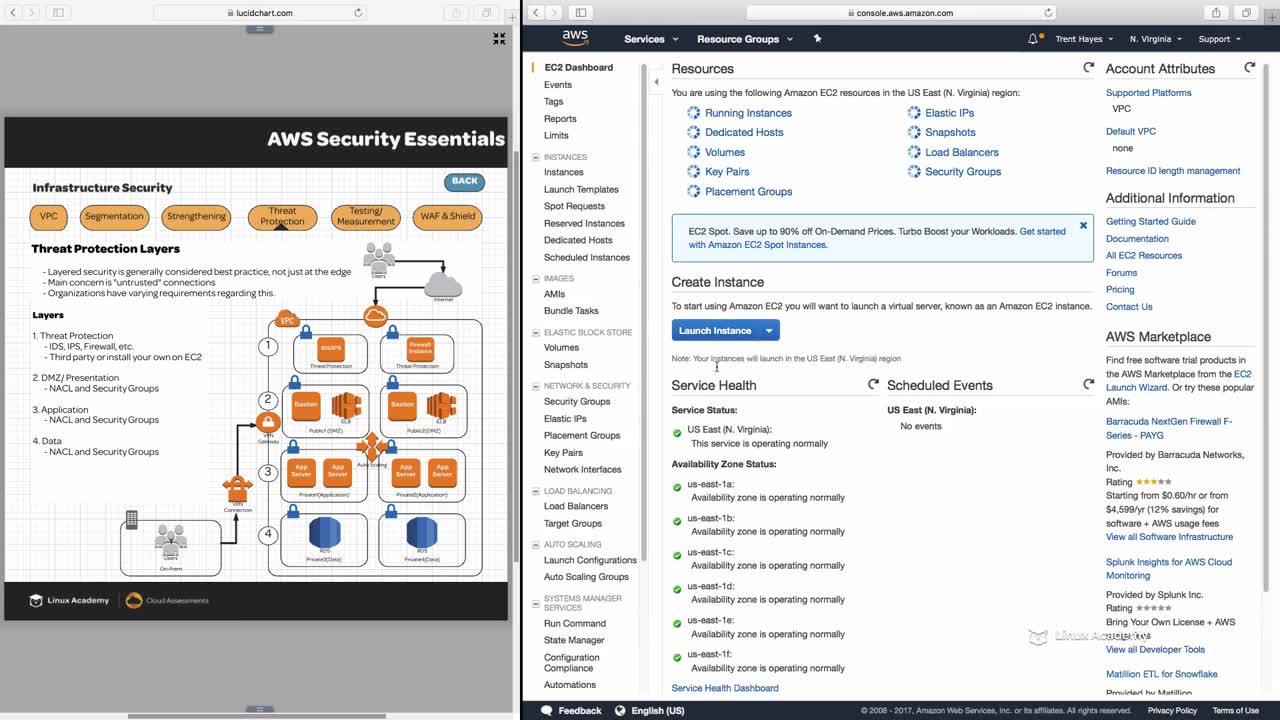 lucidchart.com
AWS Security Essentials
Infrastructure Security
BACK
VPC
Segmentation
Strengthening
Threat
Protection
Testing/
Measurement
WAF & Shield
Threat Protection Layers
- Layered security is generally considered best practice, not just at the edge
- Main concern is "untrusted" connections
- Organizations have varying requirements regarding this.
Layers
1. Threat Protection
- IDS, IPS, Firewall, etc.
- Third party or install your own on EC2
2. DMZ/ Presentation
- NACL and Security Groups
3. Application
- NACL and Security Groups
4. Data
- NACL and Security Groups
Users
Internet
VPC
1
IDS/IPS
Threat Protection
Firewall
Instance
Threat Protection
2
Bastion
ELB
Public1 (DMZ)
Bastion
ELB
Public2(DMZ)
VPN
Gateway
Auto Scaling
3
App
Server
App
Server
Private1(Application)
App
Server
App
Server
Private2(Application)
VPN
Connection
4
RDS
Private3(Data)
RDS
Private4(Data)
Users
On-Prem
Linux Academy
Cloud Assessments
console.aws.amazon.com
aws
Services
Resource Groups
Trent Hayes
N. Virginia
Support
EC2 Dashboard
Events
Tags
Reports
Limits
INSTANCES
Instances
Launch Templates
Spot Requests
Reserved Instances
Dedicated Hosts
Scheduled Instances
IMAGES
AMIs
Bundle Tasks
ELASTIC BLOCK STORE
Volumes
Snapshots
NETWORK & SECURITY
Security Groups
Elastic IPs
Placement Groups
Key Pairs
Network Interfaces
LOAD BALANCING
Load Balancers
Target Groups
AUTO SCALING
Launch Configurations
Auto Scaling Groups
SYSTEMS MANAGER
SERVICES
Run Command
State Manager
Configuration
Compliance
Automations
Resources
You are using the following Amazon EC2 resources in the US East (N. Virginia) region:
Running Instances
Elastic IPs
Dedicated Hosts
Snapshots
Volumes
Load Balancers
Key Pairs
Security Groups
Placement Groups
EC2 Spot. Save up to 90% off On-Demand Prices. Turbo Boost your Workloads. Get started
with Amazon EC2 Spot Instances.
Create Instance
To start using Amazon EC2 you will want to launch a virtual server, known as an Amazon EC2 instance.
Launch Instance
Note: Your instances will launch in the US East (N. Virginia) region
Service Health
Service Status:
US East (N. Virginia):
This service is operating normally
Availability Zone Status:
us-east-1a:
Availability zone is operating normally
us-east-1b:
Availability zone is operating normally
us-east-1c:
Availability zone is operating normally
us-east-1d:
Availability zone is operating normally
us-east-1e:
Availability zone is operating normally
us-east-1f:
Availability zone is operating normally
Service Health Dashboard
Scheduled Events
US East (N. Virginia):
No events
Account Attributes
Supported Platforms
VPC
Default VPC
none
Resource ID length management
Additional Information
Getting Started Guide
Documentation
All EC2 Resources
Forums
Pricing
Contact Us
AWS Marketplace
Find free software trial products in
the AWS Marketplace from the EC2
Launch Wizard. Or try these popular
AMIs:
Barracuda NextGen Firewall F-
Series - PAYG
Provided by Barracuda Networks,
Inc.
Rating
Starting from $0.60/hr or from
$4,599/yr (12% savings) for
software + AWS usage fees
View all Software Infrastructure
Splunk Insights for AWS Cloud
Monitoring
Provided by Splunk Inc.
Rating
Bring Your Own License + AWS
View all Developer Tools
Matillion ETL for Snowflake
Provided by Matillion
Linux Academy
Feedback
English (US)
© 2008 - 2017, Amazon Web Services, Inc. or its affiliates. All rights reserved.
Privacy Policy
Terms of Use